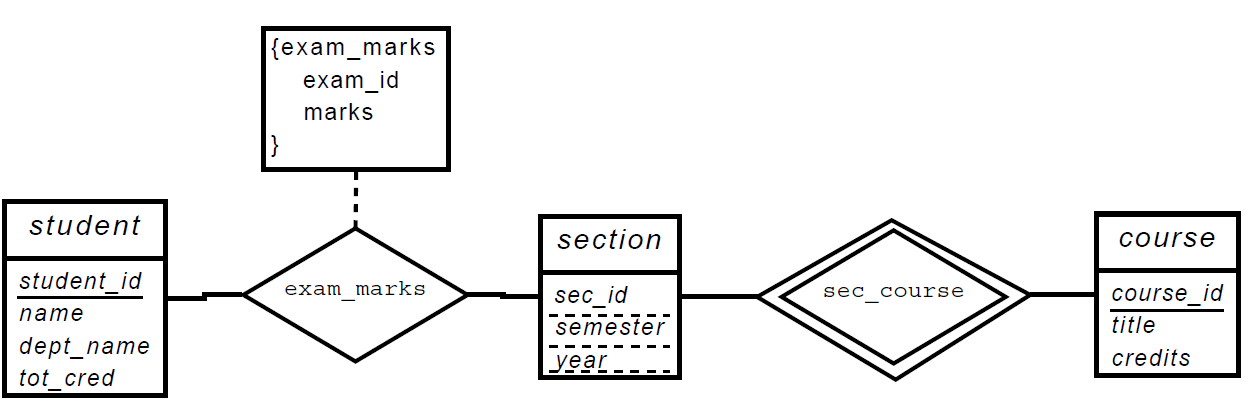 {exam_marks
exam_id
marks
}
student
student_id
name
dept_name
tot_cred
exam_marks
section
sec_id
semester
year
sec_course
course
course_id
title
credits